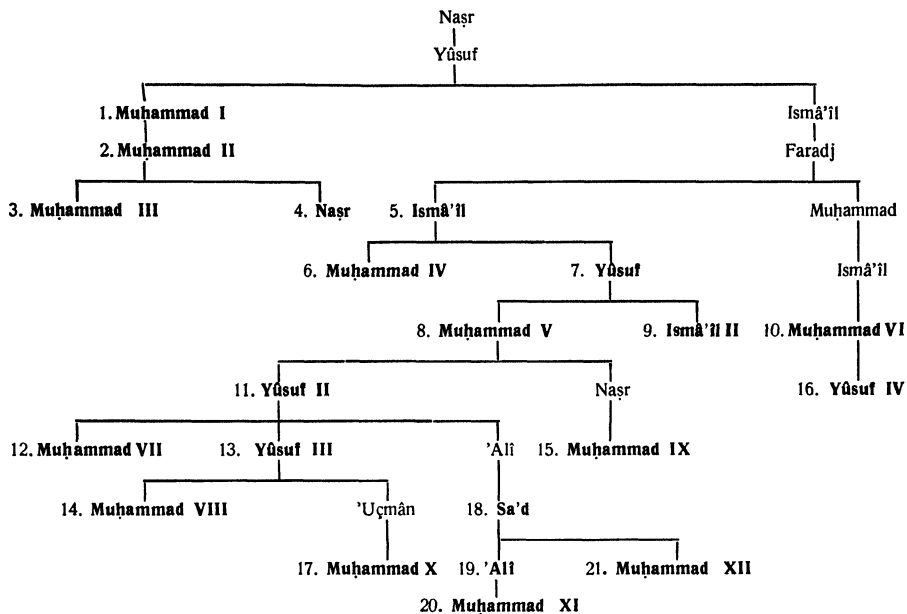 Naṣr
Yûsuf
1. Muḥammad I Ismâ'îl
2. Muḥammad II Faradj
3. Muḥammad III 4. Naṣr 5. Ismâ'îl Muḥammad
6. Muḥammad IV 7. Yûsuf Ismâ'îl
8. Muḥammad V 9. Ismâ'îl II 10. Muḥammad VI
11. Yûsuf II Naṣr 16. Yûsuf IV
12. Muḥammad VII 13. Yûsuf III 'Alî 15. Muḥammad IX
14. Muḥammad VIII 'Uçmân 18. Sa'd
17. Muḥammad X 19. 'Alî 21. Muḥammad XII
20. Muḥammad XI